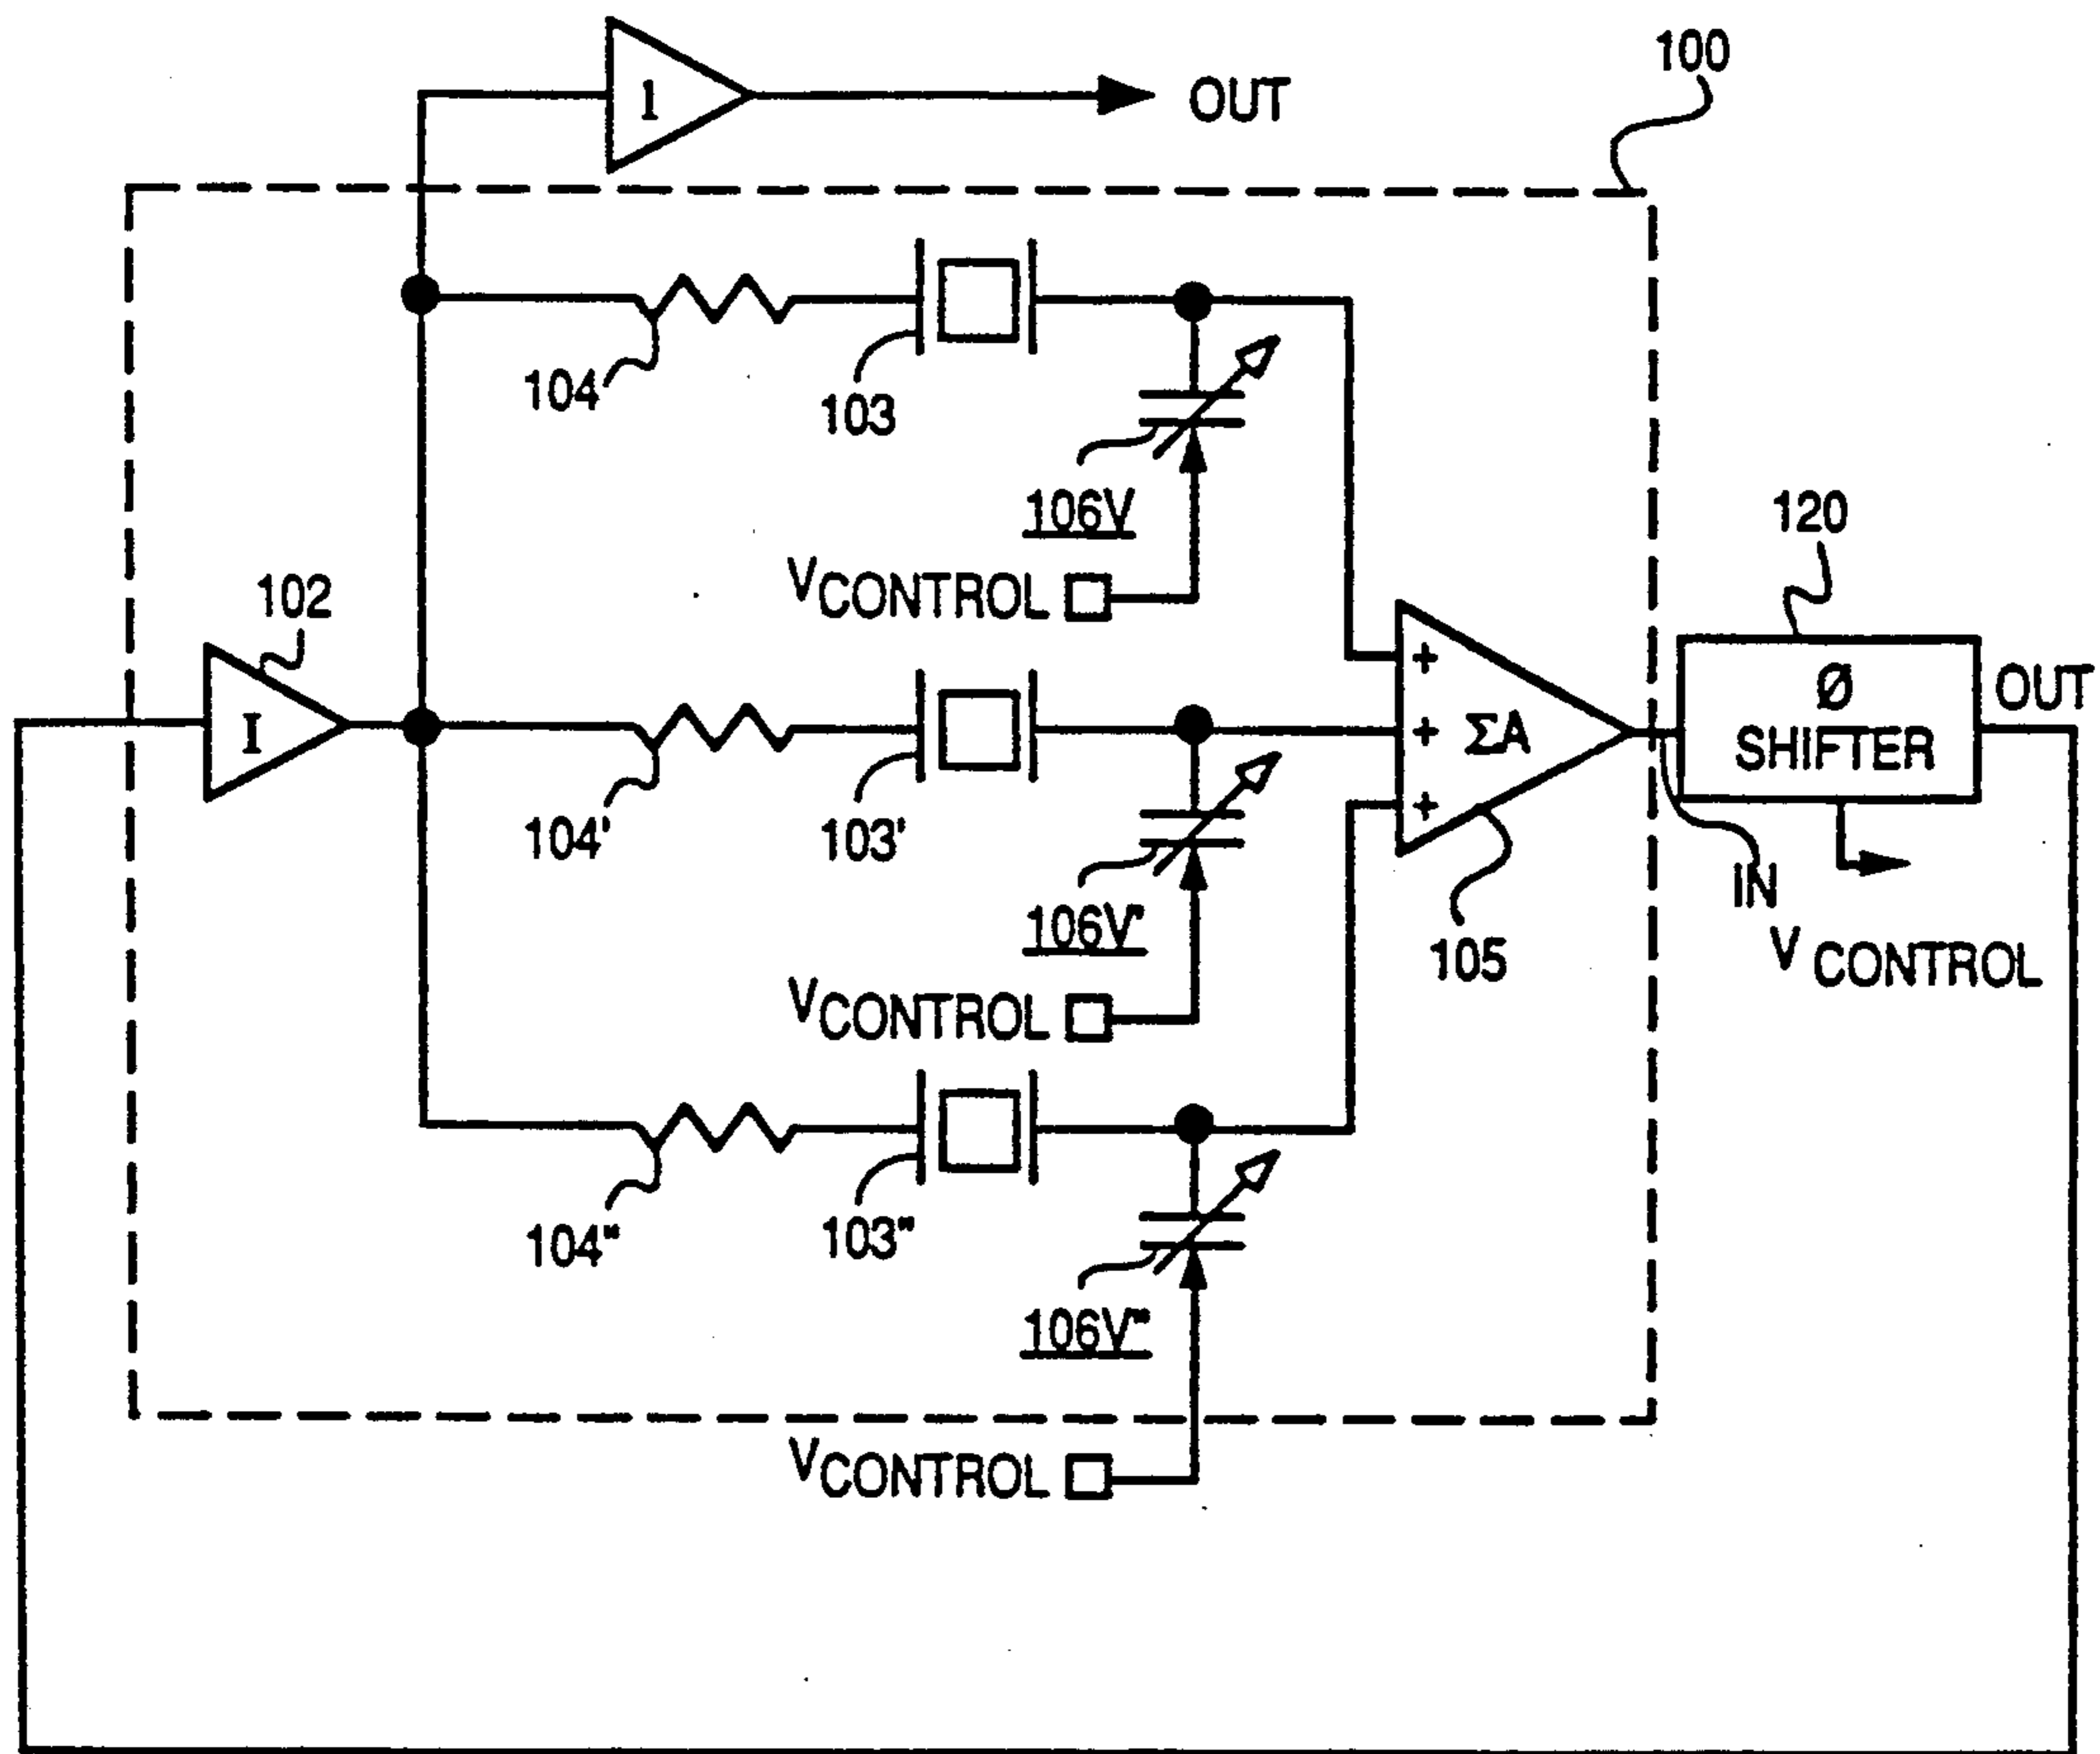 1
OUT
100
104
103
106V
VCONTROL
120
102
I
+
+
+
ΣA
Ø
SHIFTER
OUT
104'
103'
106V'
IN
105
VCONTROL
VCONTROL
104"
103"
106V"
VCONTROL